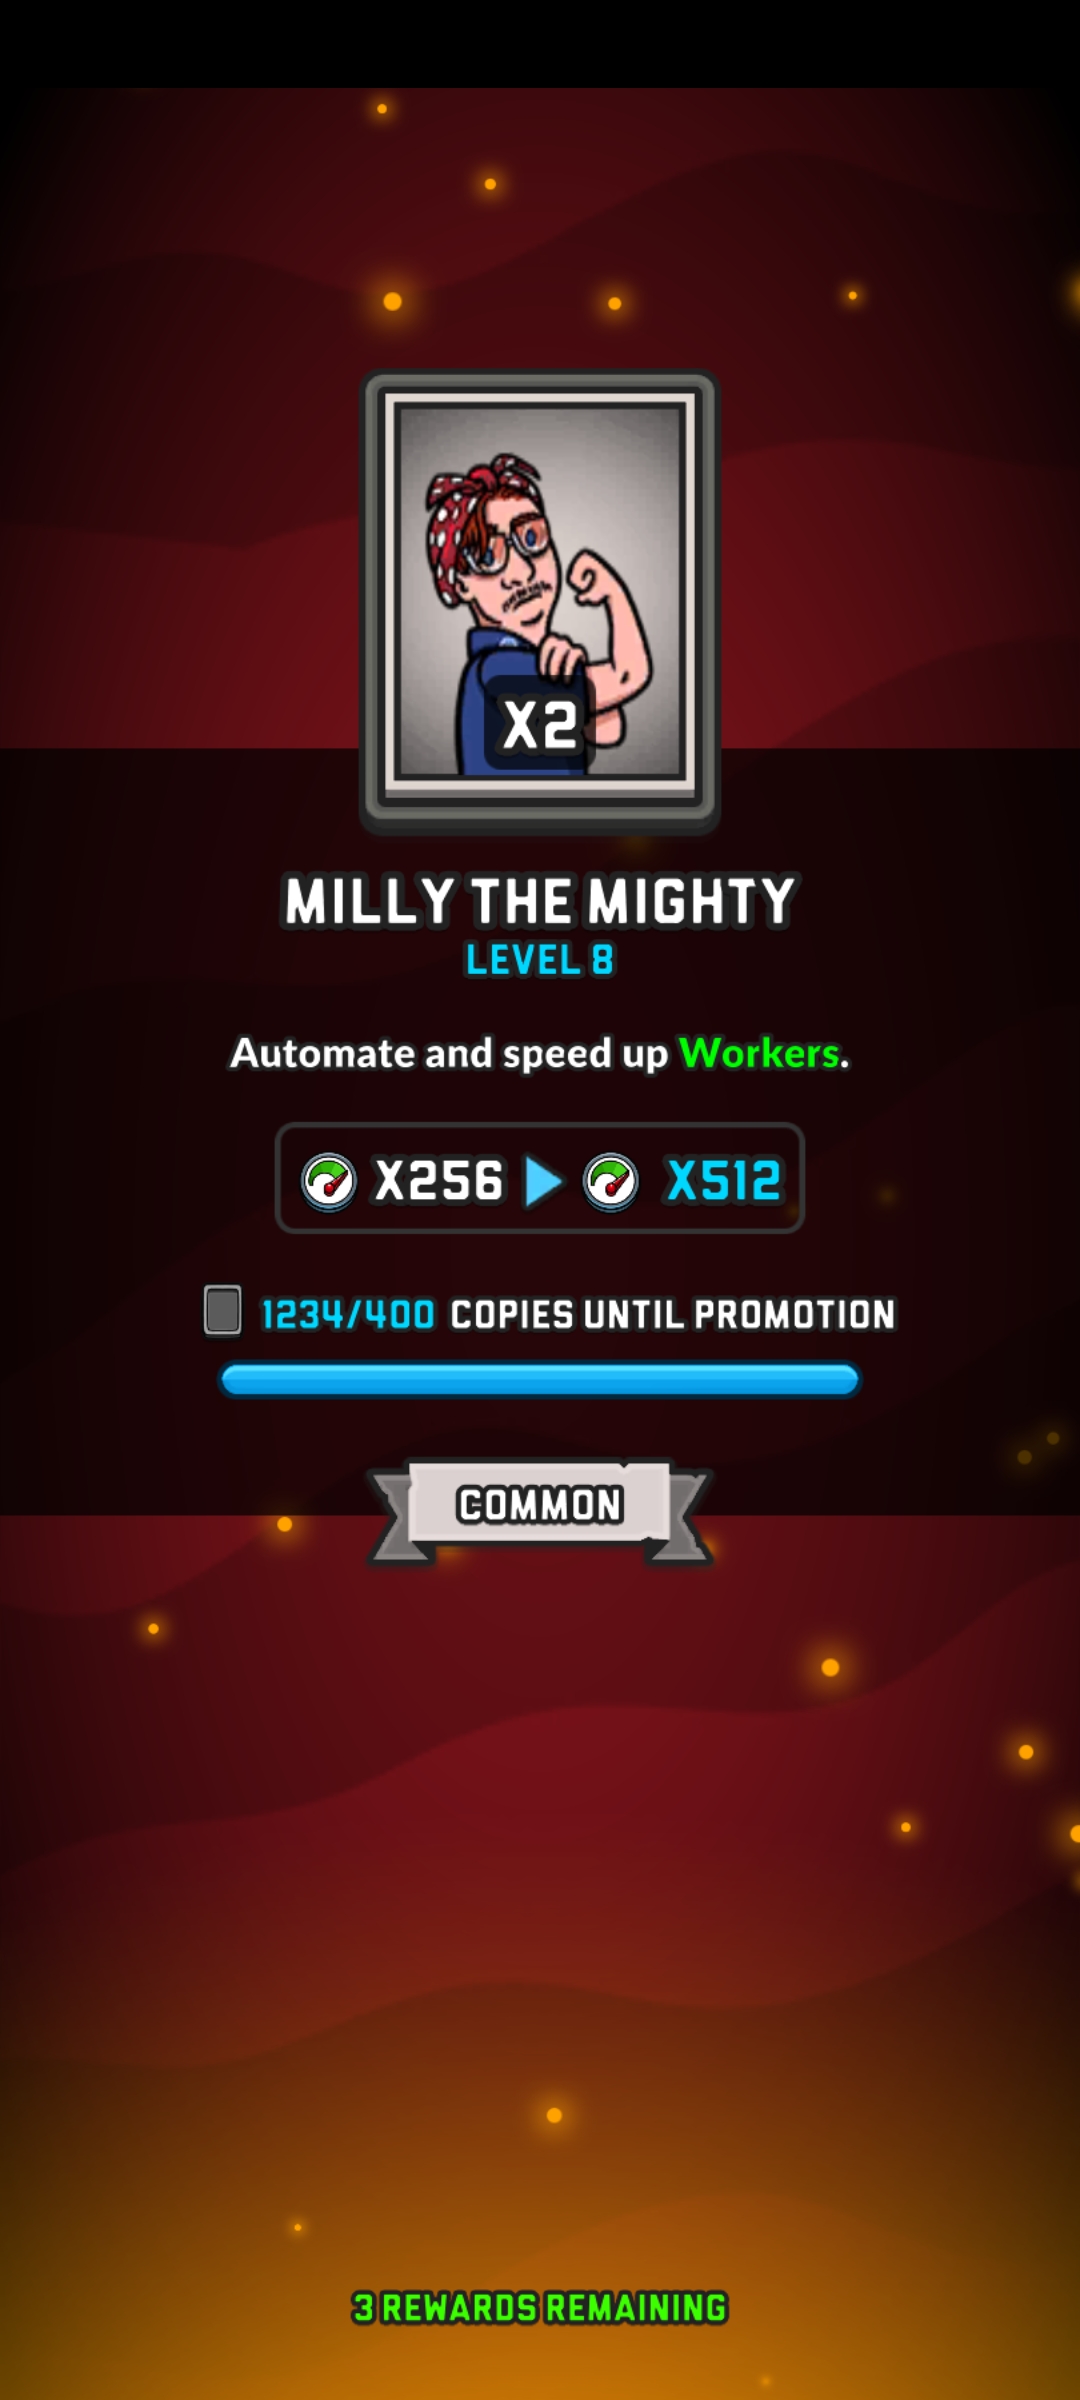 X2
MILLY THE MIGHTY
LEVEL 8
Automate and speed up Workers.
X256 X512
1234/400 COPIES UNTIL PROMOTION
COMMON
3 REWARDS REMAINING